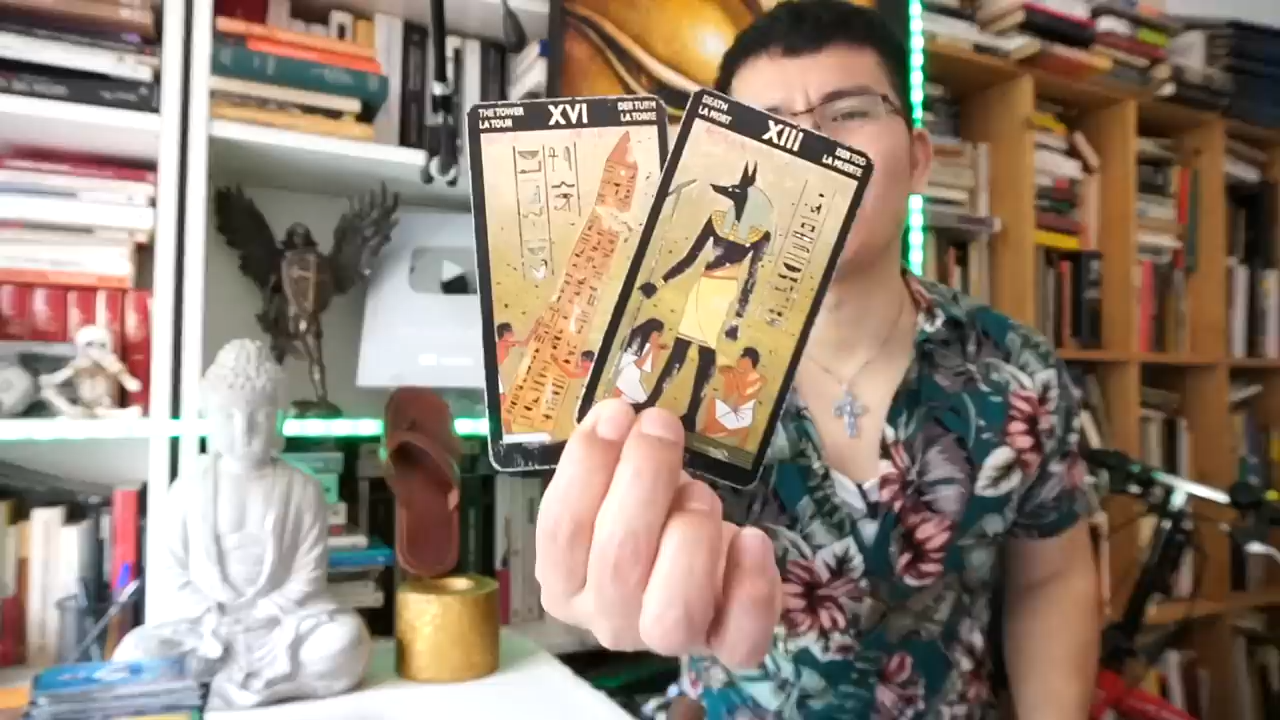 THE TOWER
LA TOUR
XVI
DER TURM
LA TORRE
DEATH
LA MORT
XIII
DER TOD
LA MUERTE